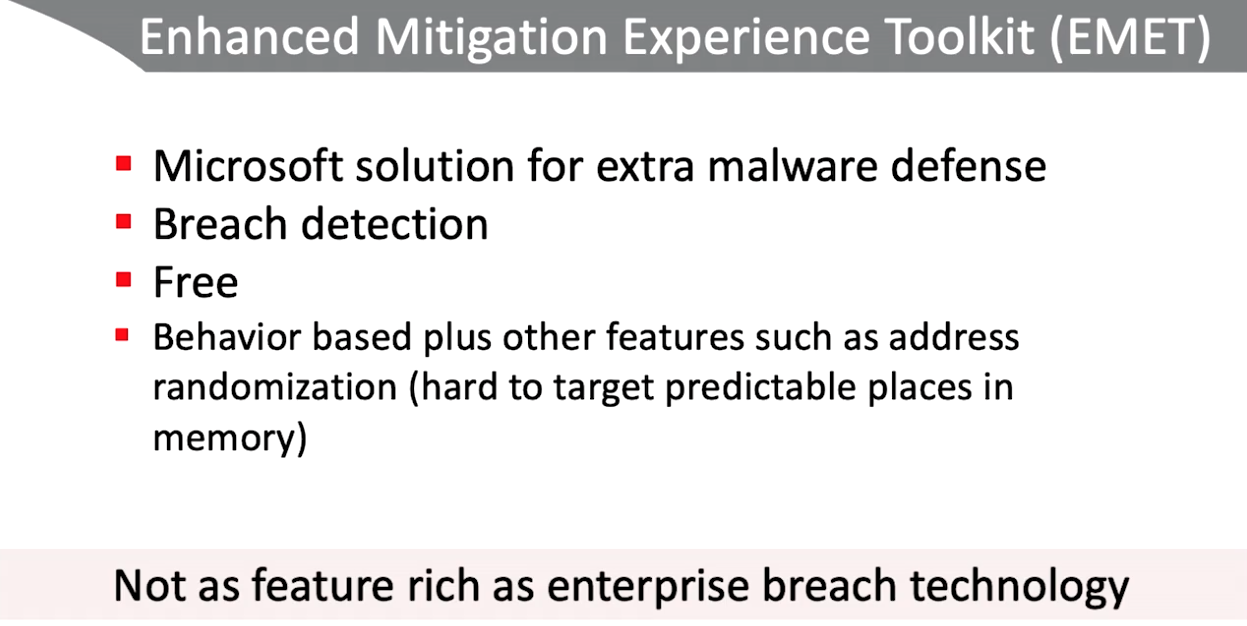 Enhanced Mitigation Experience Toolkit (EMET)
Microsoft solution for extra malware defense
Breach detection
Free
Behavior based plus other features such as address
randomization (hard to target predictable places in
memory)
Not as feature rich as enterprise breach technology